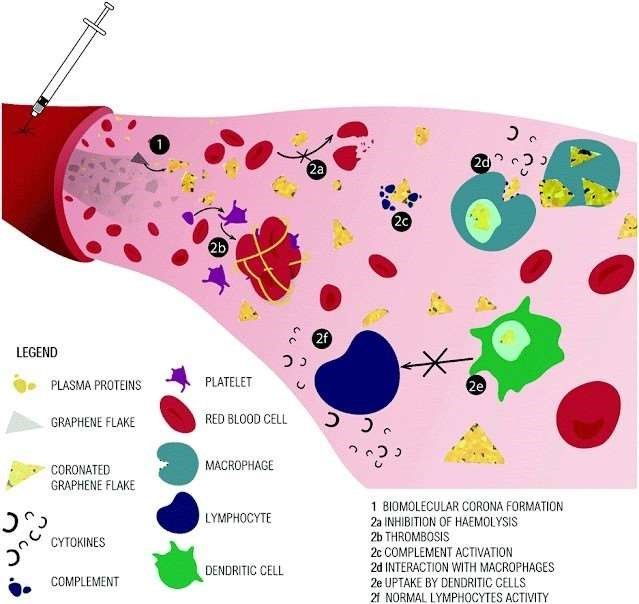 1
2a
2d
2c
2b
2f
2e
LEGEND
PLASMA PROTEINS
GRAPHENE FLAKE
CORONATED
GRAPHENE FLAKE
CYTOKINES
COMPLEMENT
PLATELET
RED BLOOD CELL
MACROPHAGE
LYMPHOCYTE
DENDRITIC CELL
1 BIOMOLECULAR CORONA FORMATION
2a INHIBITION OF HAEMOLYSIS
2b THROMBOSIS
2c COMPLEMENT ACTIVATION
2d INTERACTION WITH MACROPHAGES
2e UPTAKE BY DENDRITIC CELLS
2f NORMAL LYMPHOCYTES ACTIVITY